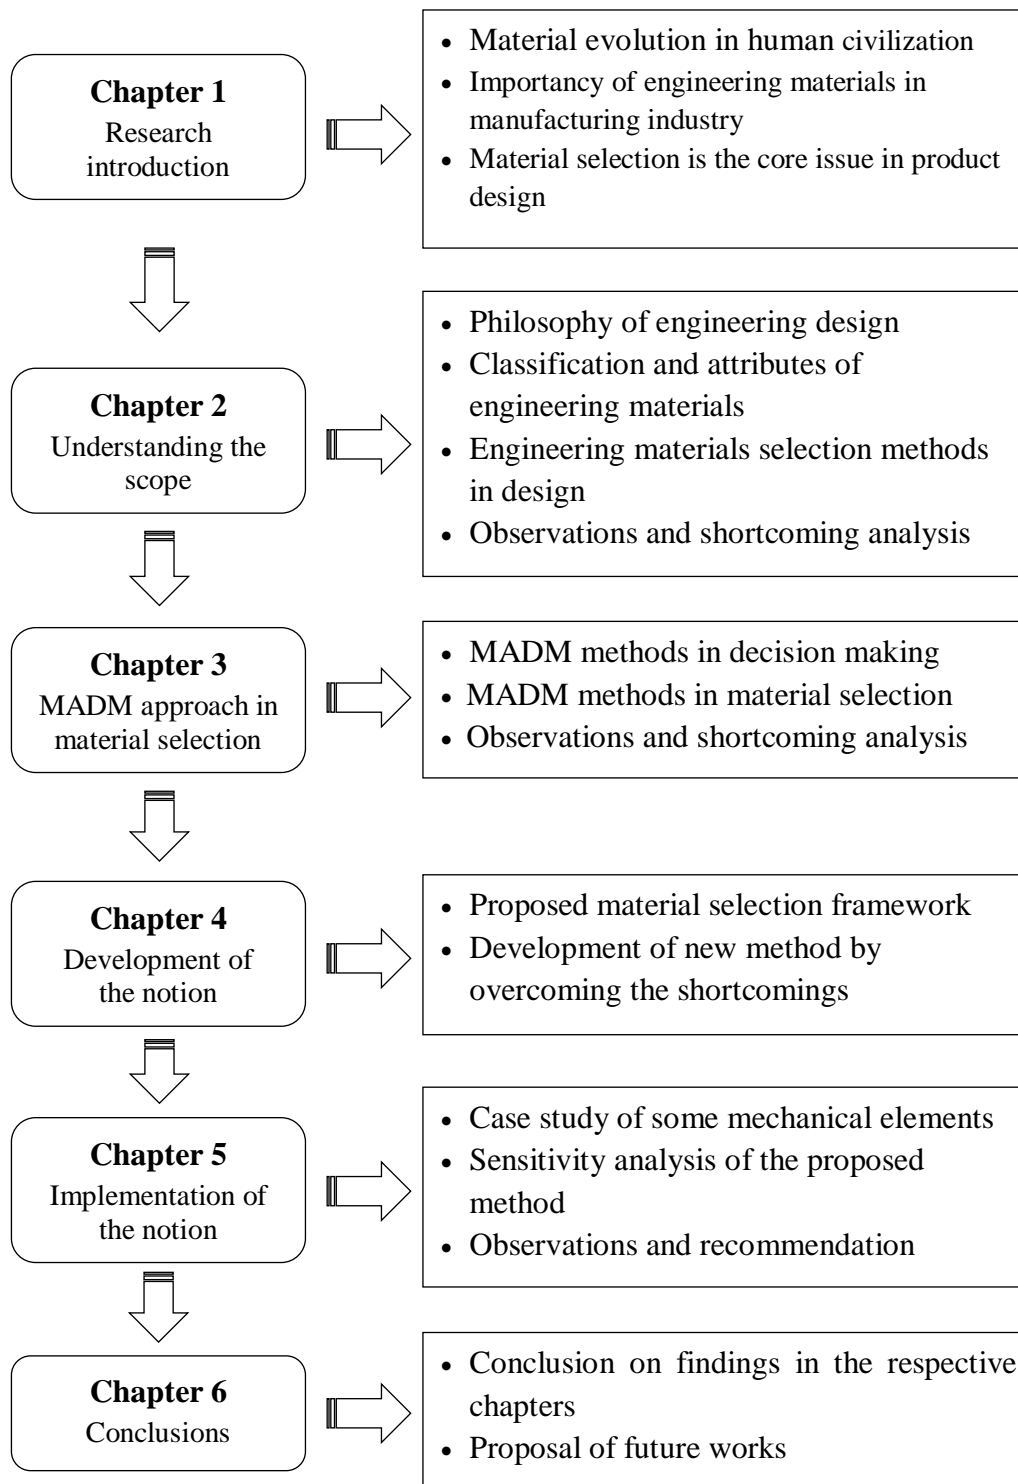 Chapter 1
Research
introduction
• Material evolution in human civilization
• Importancy of engineering materials in
manufacturing industry
• Material selection is the core issue in product
design
Chapter 2
Understanding the
scope
• Philosophy of engineering design
• Classification and attributes of
engineering materials
• Engineering materials selection methods
in design
• Observations and shortcoming analysis
Chapter 3
MADM approach in
material selection
• MADM methods in decision making
• MADM methods in material selection
• Observations and shortcoming analysis
Chapter 4
Development of
the notion
• Proposed material selection framework
• Development of new method by
overcoming the shortcomings
Chapter 5
Implementation of
the notion
• Case study of some mechanical elements
• Sensitivity analysis of the proposed
method
• Observations and recommendation
Chapter 6
Conclusions
• Conclusion on findings in the respective
chapters
• Proposal of future works